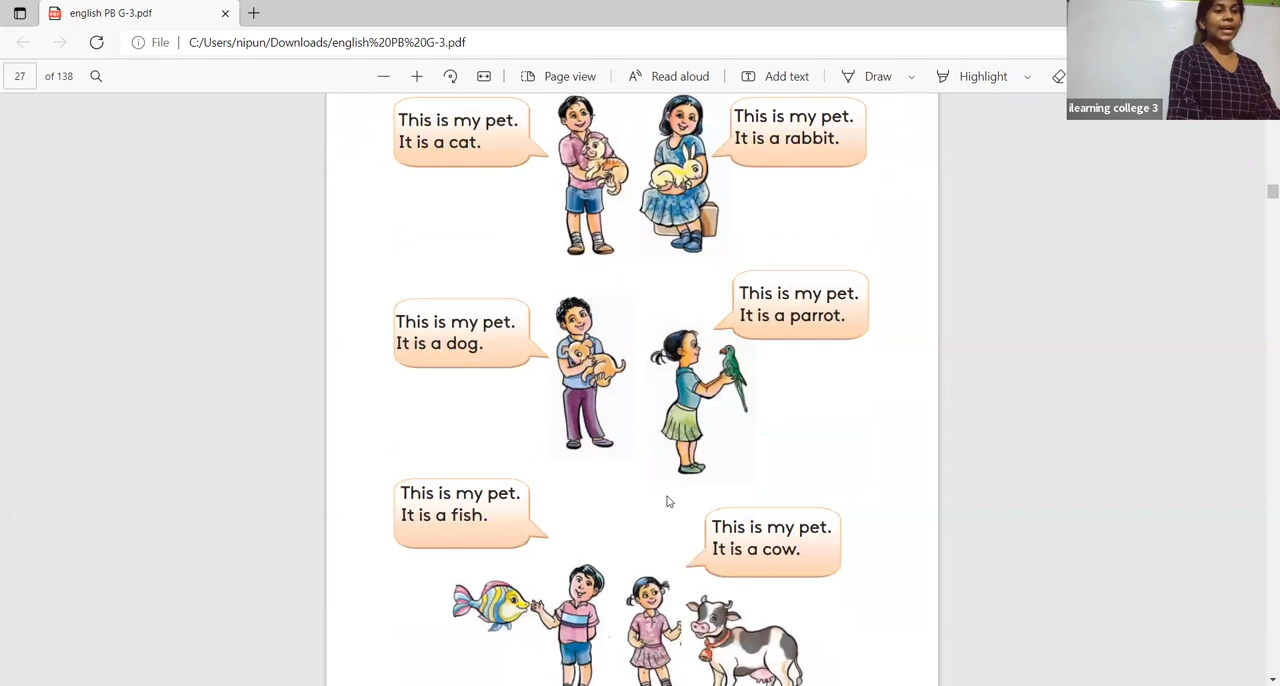 english PB G-3.pdf
File
C:/Users/nipun/Downloads/english%20PB%20G-3.pdf
27 of 138
Page view
Read aloud
Add text
Draw
Highlight
ilearning college 3
This is my pet.
It is a cat.
This is my pet.
It is a rabbit.
This is my pet.
It is a dog.
This is my pet.
It is a parrot.
This is my pet.
It is a fish.
This is my pet.
It is a cow.